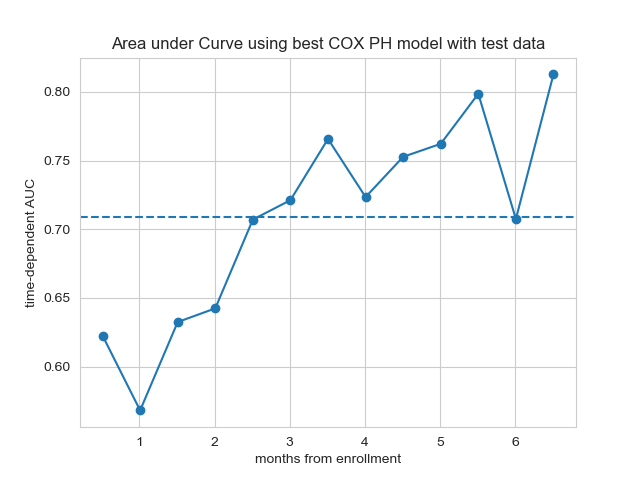 Area under Curve using best COX PH model with test data
time-dependent AUC
0.80
0.75
0.70
0.65
0.60
1 2 3 4 5 6
months from enrollment